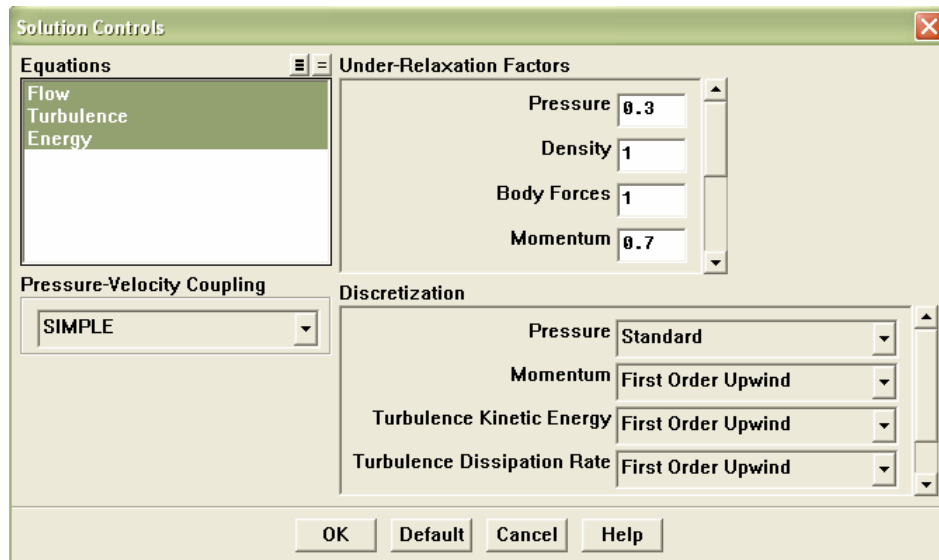 Solution Controls
Equations
Flow
Turbulence
Energy
Pressure-Velocity Coupling
SIMPLE
Under-Relaxation Factors
Pressure 0.3
Density 1
Body Forces 1
Momentum 0.7
Discretization
Pressure Standard
Momentum First Order Upwind
Turbulence Kinetic Energy First Order Upwind
Turbulence Dissipation Rate First Order Upwind
OK Default Cancel Help